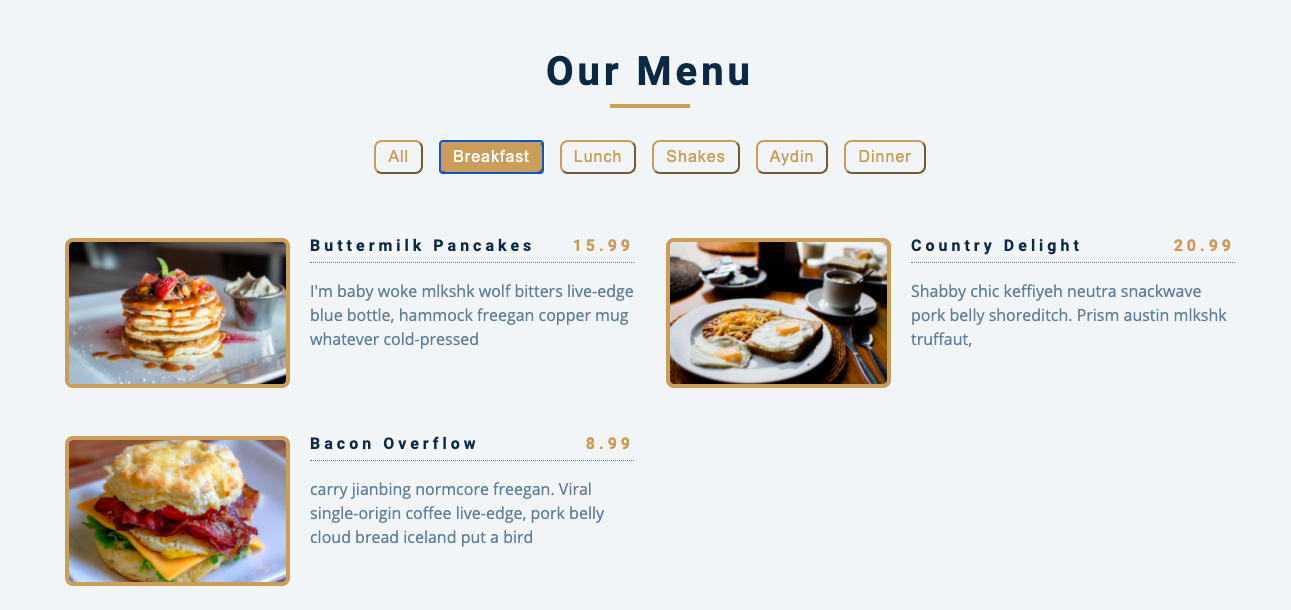 Our Menu
All Breakfast Lunch Shakes Aydin Dinner
Buttermilk Pancakes 15.99
I'm baby woke mlkshk wolf bitters live-edge
blue bottle, hammock freegan copper mug
whatever cold-pressed
Country Delight 20.99
Shabby chic keffiyeh neutra snackwave
pork belly shoreditch. Prism austin mlkshk
truffaut,
Bacon Overflow 8.99
carry jianbing normcore freegan. Viral
single-origin coffee live-edge, pork belly
cloud bread iceland put a bird